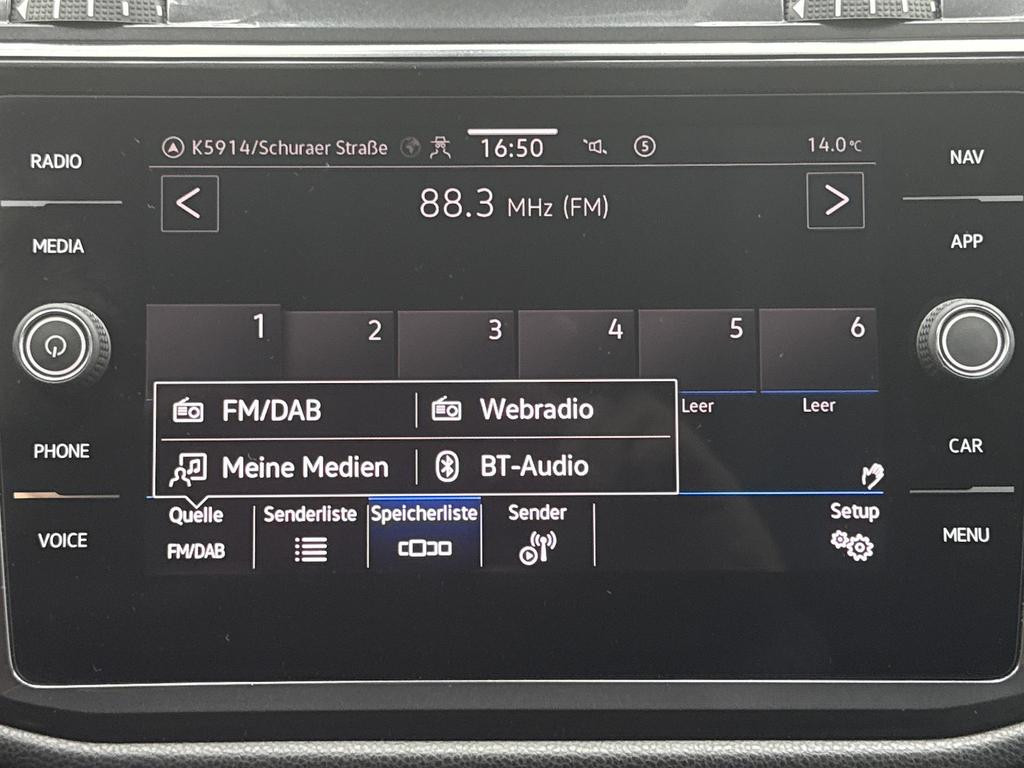 K5914/Schuraer Straße 16:50 5 14.0°C
RADIO
NAV
< 88.3 MHz (FM) >
MEDIA
APP
1 2 3 4 5 6
FM/DAB Webradio
Leer Leer
PHONE
CAR
Meine Medien BT-Audio
Quelle Senderliste Speicherliste Sender Setup
FM/DAB
VOICE
MENU